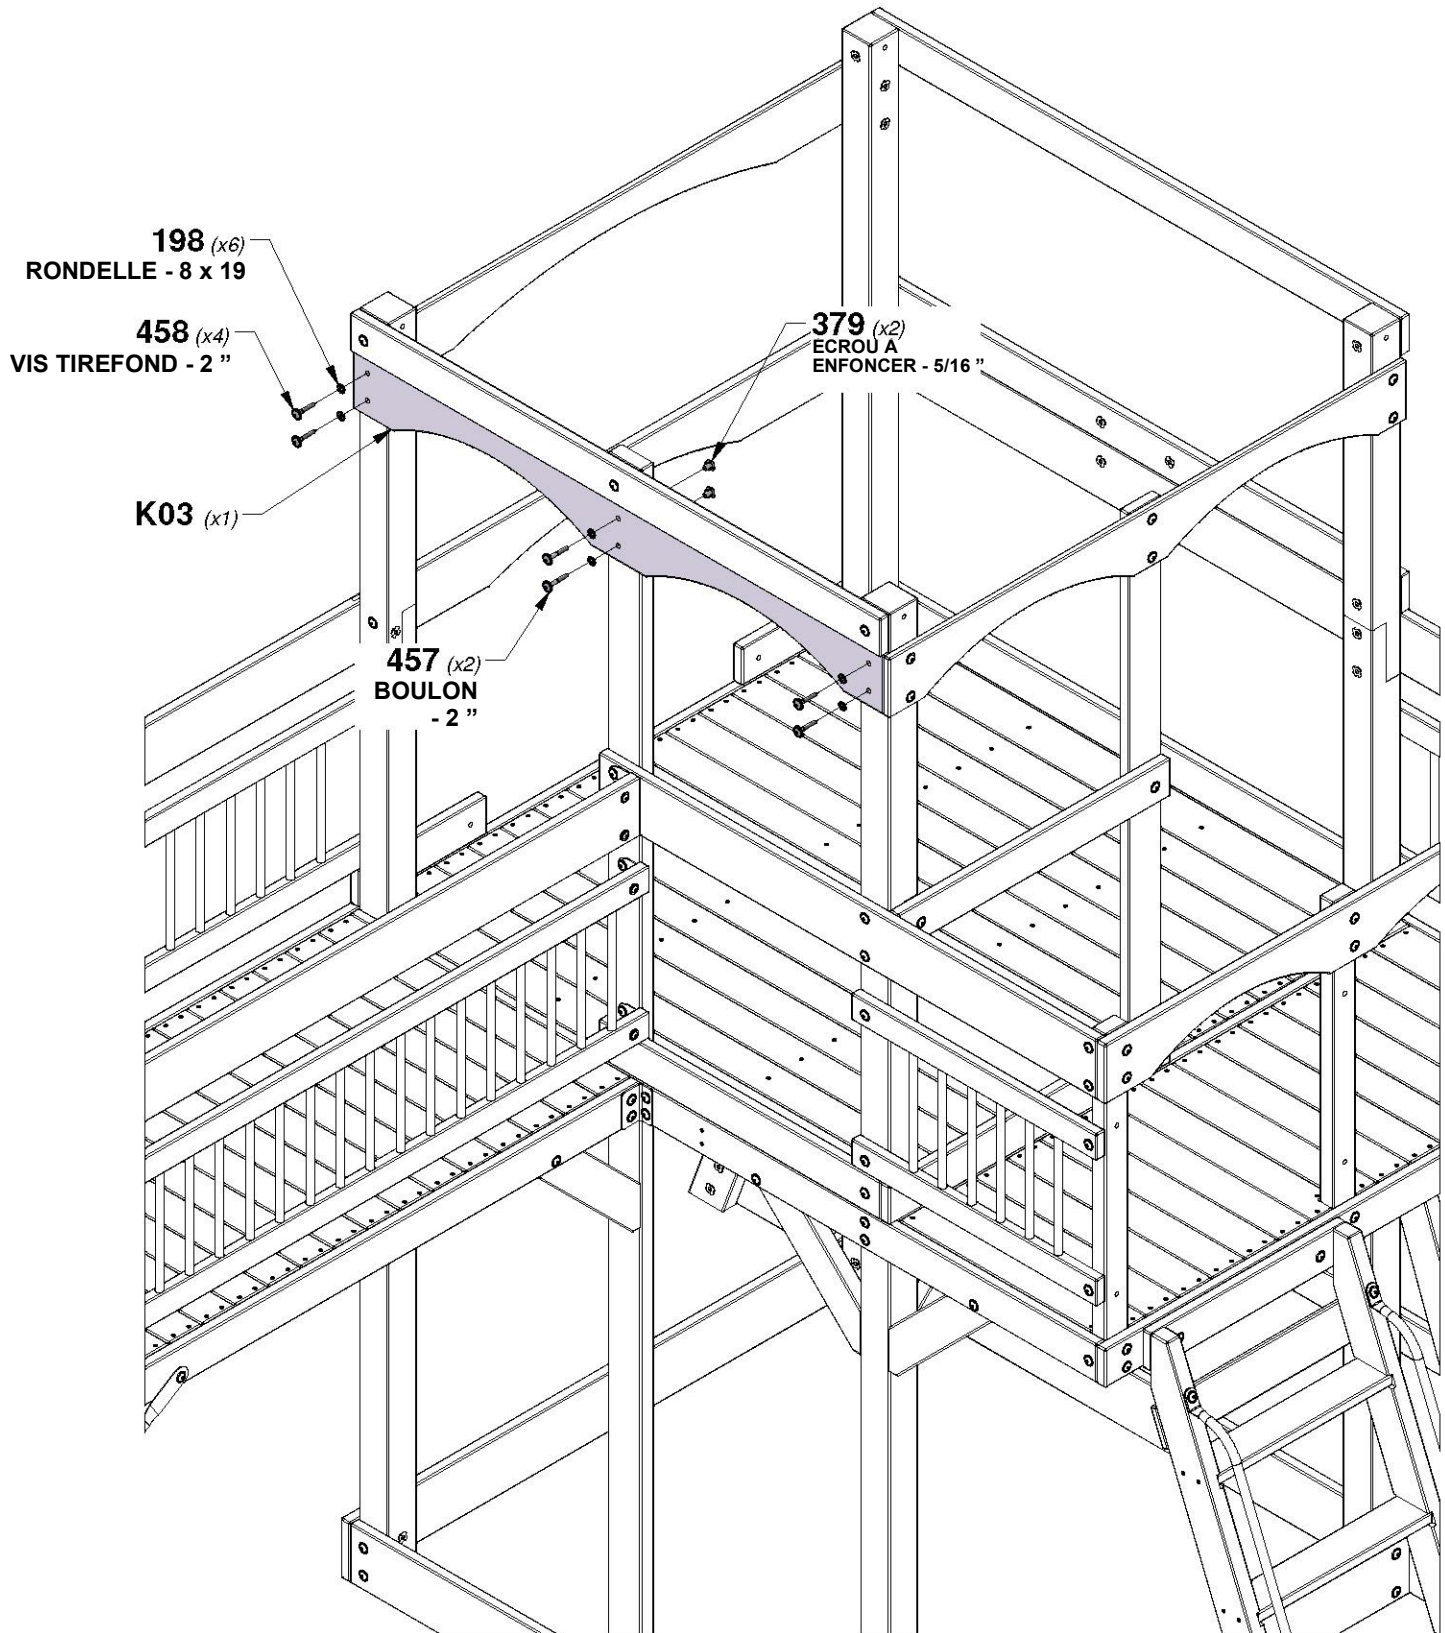 198 (x6)
RONDELLE - 8 x 19
458 (x4)
VIS TIREFOND - 2 ”
379 (x2)
ECROU A
ENFONCER - 5/16 ”
K03 (x1)
457 (x2)
BOULON
- 2 ”